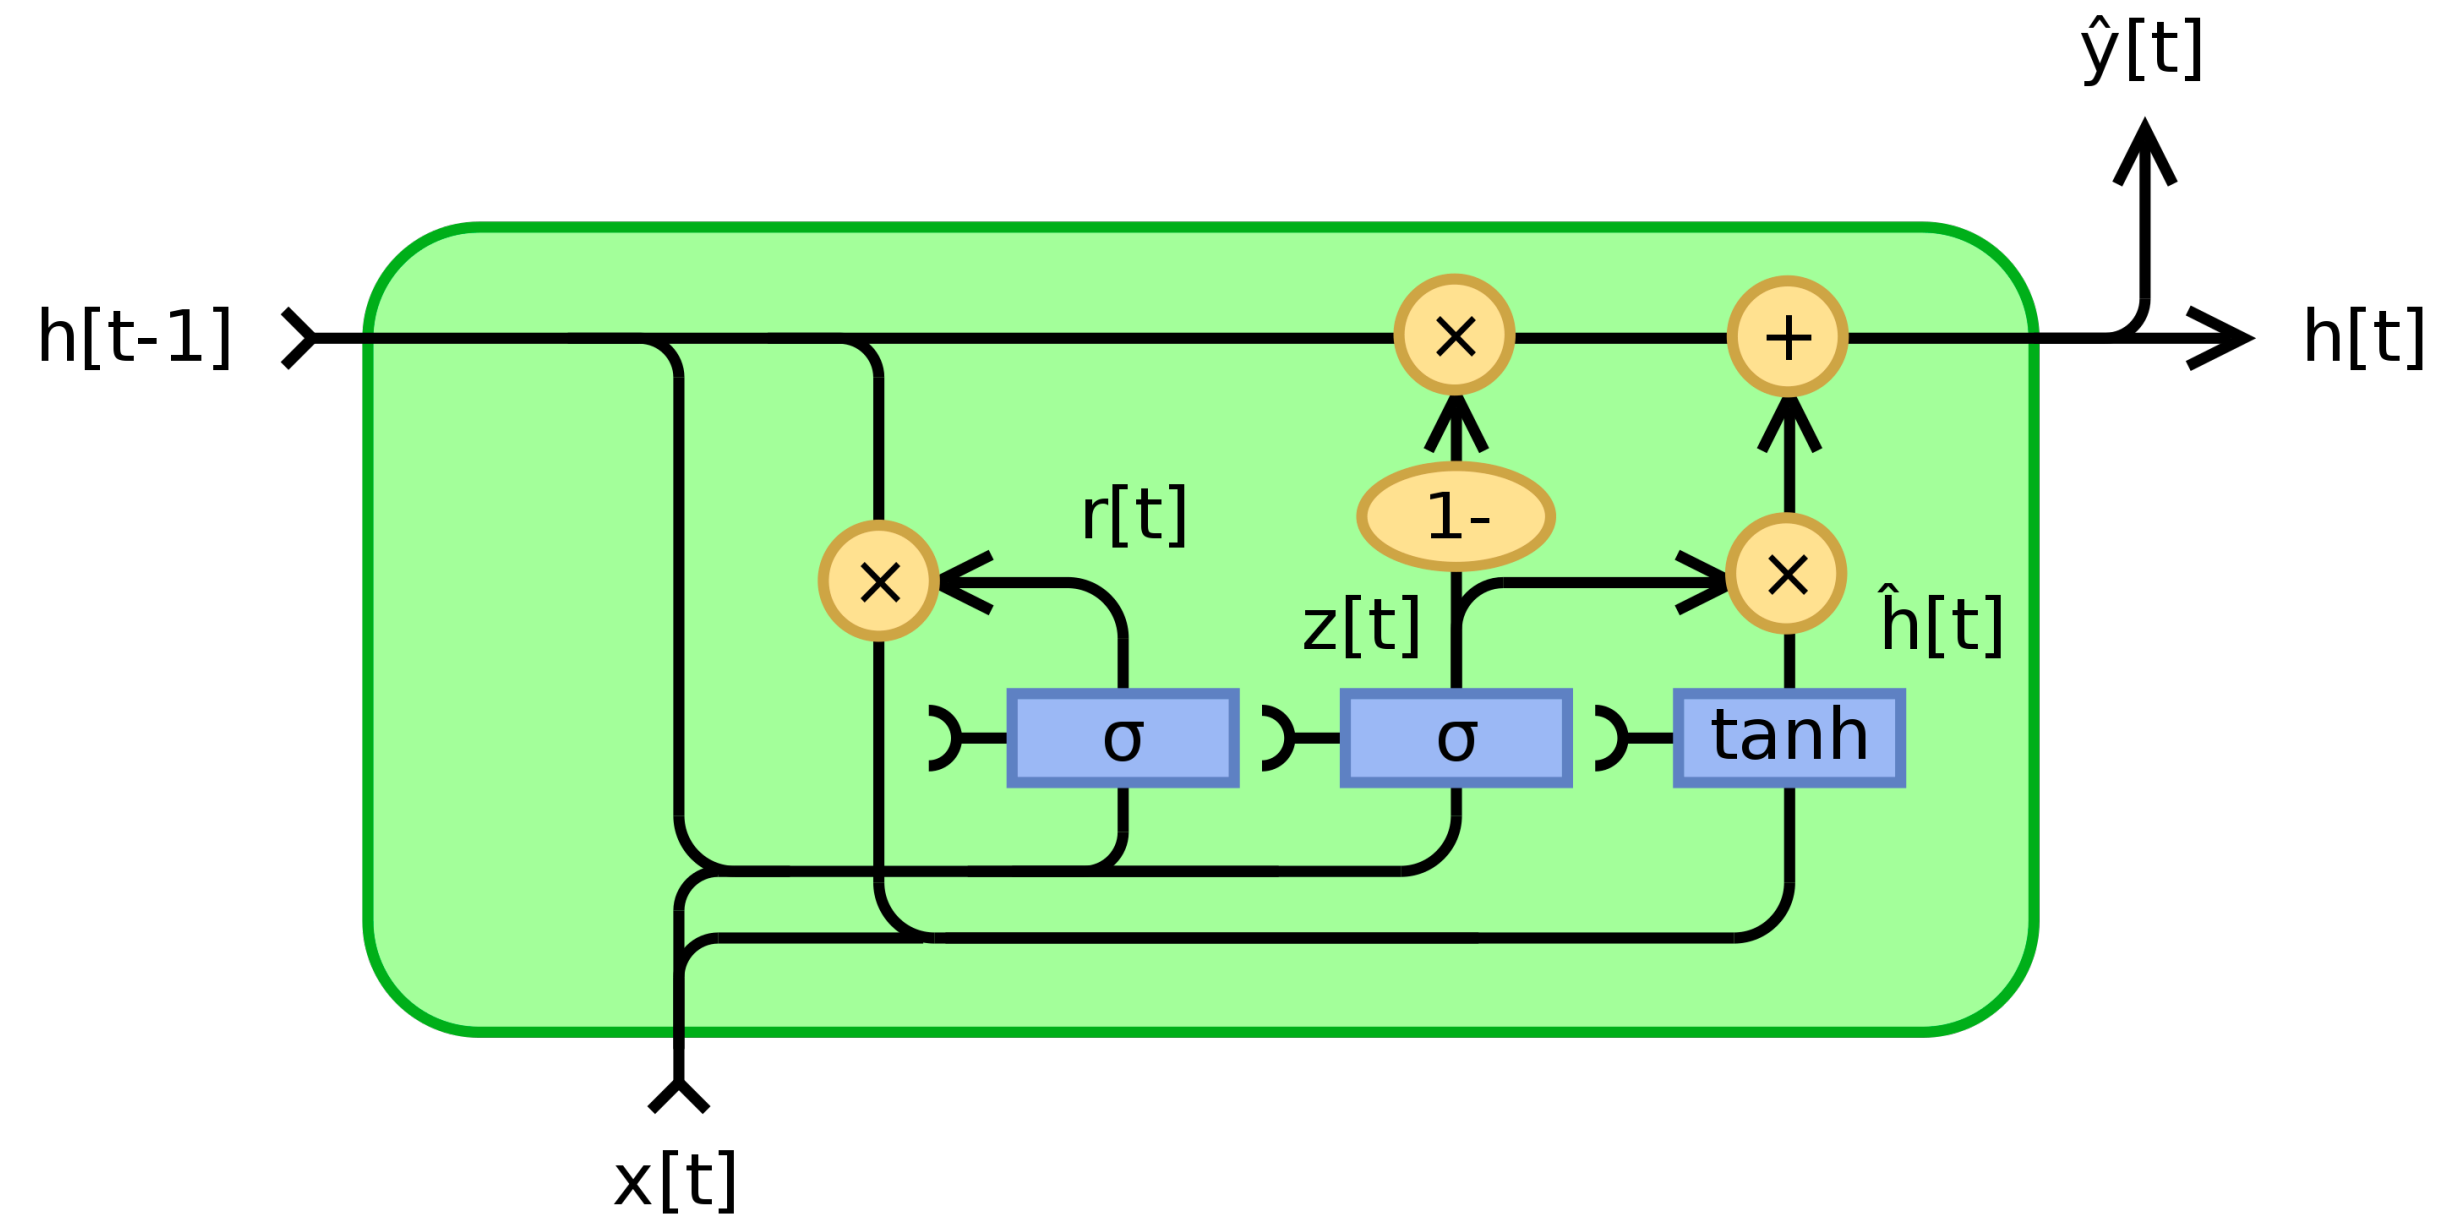 ŷ[t]
h[t-1]
×
+
h[t]
r[t]
1-
×
×
z[t]
ĥ[t]
σ
σ
tanh
x[t]